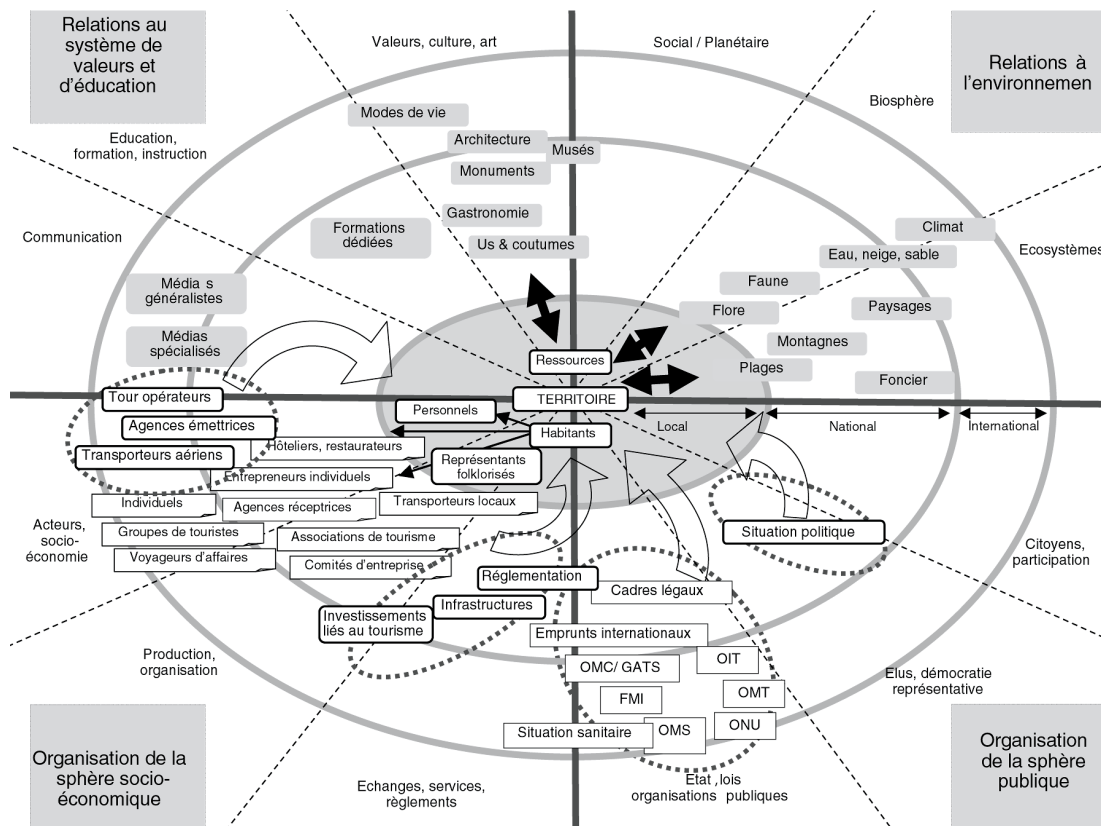 Relations au
système de
valeurs et
d'éducation
Valeurs, culture, art
Social / Planétaire
Relations à
l'environnemen
Biosphère
Education,
formation, instruction
Modes de vie
Architecture
Musés
Monuments
Gastronomie
Formations
dédiées
Us & coutumes
Communication
Climat
Ecosystèmes
Eau, neige, sable
Faune
Flore
Paysages
Montagnes
Plages
Foncier
Média s
généralistes
Médias
spécialisés
Ressources
TERRITOIRE
Habitants
Personnels
Représentants
folklorisés
Local
National
International
Tour opérateurs
Agences émettrices
Transporteurs aériens
Hôteliers, restaurateurs
Entrepreneurs individuels
Individuels
Agences réceptrices
Transporteurs locaux
Groupes de touristes
Associations de tourisme
Voyageurs d'affaires
Comités d'entreprise
Acteurs,
socio-
économie
Situation politique
Citoyens,
participation
Réglementation
Infrastructures
Investissements
liés au tourisme
Cadres légaux
Emprunts internationaux
OMC/ GATS
OIT
FMI
OMT
OMS
ONU
Situation sanitaire
Production,
organisation
Elus, démocratie
représentative
Organisation de la
sphère socio-
économique
Echanges, services,
règlements
Etat , lois
organisations publiques
Organisation
de la sphère
publique